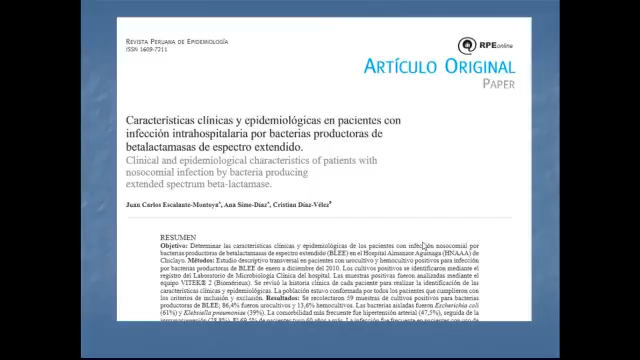 REVISTA PERUANA DE EPIDEMIOLOGÍA
ISSN 1609-7211
RPEonline
ARTÍCULO ORIGINAL
PAPER
Características clínicas y epidemiológicas en pacientes con
infección intrahospitalaria por bacterias productoras de
betalactamasas de espectro extendido.
Clinical and epidemiological characteristics of patients with
nosocomial infection by bacteria producing
extended spectrum beta-lactamase.
Juan Carlos Escalante-Montoya, Ana Sime-Díaz, Cristian Díaz-Vélez
RESUMEN
Objetivo: Determinar las características clínicas y epidemiológicas de los pacientes con infección nosocomial por
bacterias productoras de betalactamasas de espectro extendido (BLEE) en el Hospital Almanzor Aguinaga (HNAAA) de
Chiclayo. Métodos: Estudio descriptivo transversal en pacientes con urocultivo y hemocultivo positivos para infección
por bacterias productoras de BLEE de enero a diciembre del 2010. Los cultivos positivos se identificaron mediante el
registro del Laboratorio de Microbiología Clínica del hospital. Las muestras positivas fueron analizadas mediante el
equipo VITEK® 2 (Biomériux). Se revisó la historia clínica de cada paciente para realizar la identificación de las
características clínicas y epidemiológicas. La población estuvo conformada por todos los pacientes que cumplieron
los criterios de inclusión y exclusión. Resultados: Se recolectaron 59 muestras de cultivos positivos para bacterias
productoras de BLEE; 86,4% fueron urocultivos y 13,6% hemocultivos. Las bacterias aisladas fueron Escherichia coli
(61%) y Klebsiella pneumoniae (39%). La comorbilidad más frecuente fue hipertensión arterial (47,5%), seguida de la